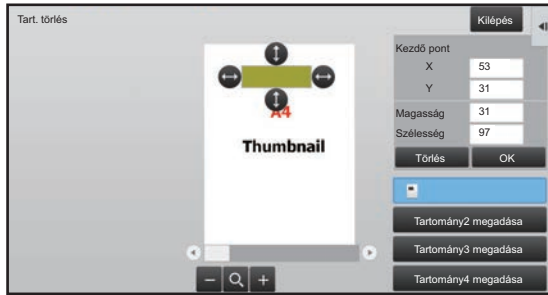 Tart. törlés
Kilépés
Kezdő pont
X 53
Y 31
Magasság 31
Szélesség 97
Törlés OK
A4
Thumbnail
Tartomány2 megadása
Tartomány3 megadása
Tartomány4 megadása